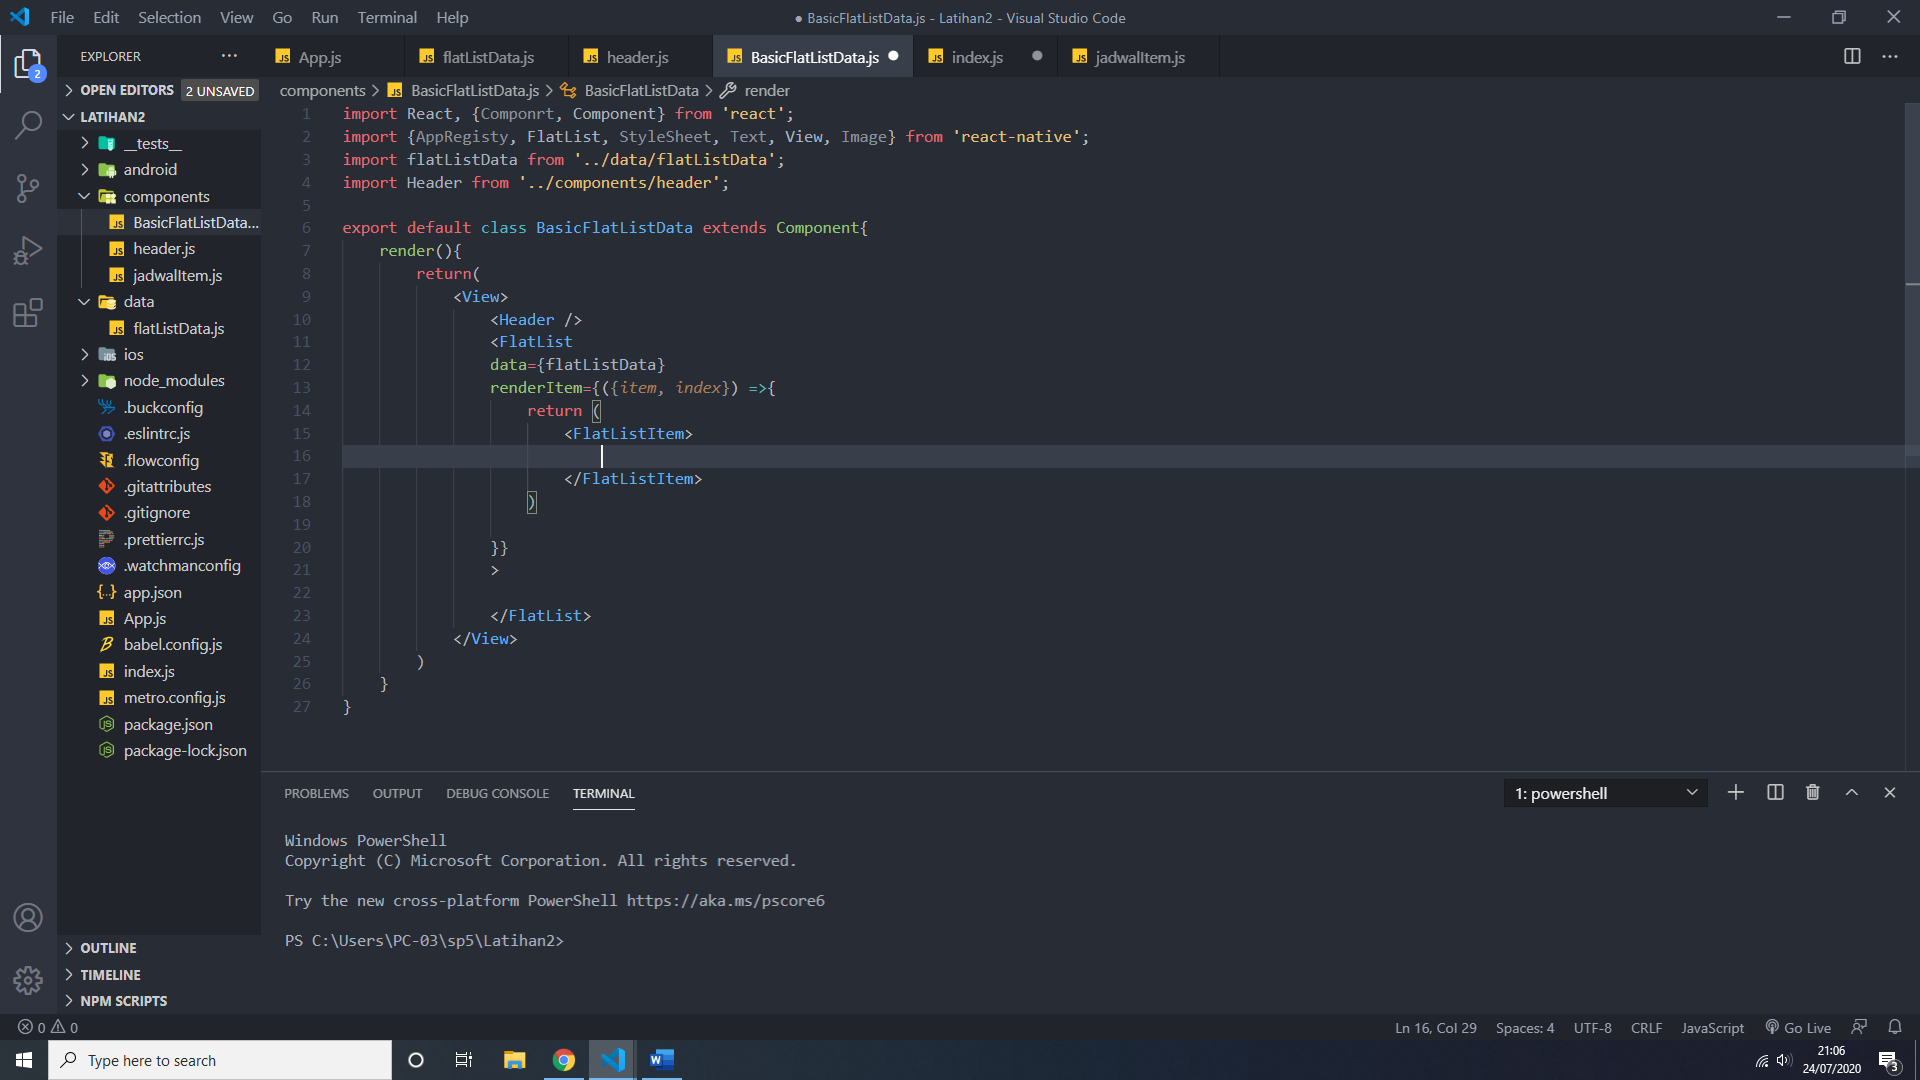 File Edit Selection View Go Run Terminal Help
● BasicFlatListData.js - Latihan2 - Visual Studio Code
EXPLORER ···
App.js flatListData.js header.js BasicFlatListData.js ● index.js ● jadwalItem.js
OPEN EDITORS 2 UNSAVED
LATIHAN2
__tests__
android
components
BasicFlatListData...
header.js
jadwalItem.js
data
flatListData.js
ios
node_modules
.buckconfig
.eslintrc.js
.flowconfig
.gitattributes
.gitignore
.prettierrc.js
.watchmanconfig
app.json
App.js
babel.config.js
index.js
metro.config.js
package.json
package-lock.json
OUTLINE
TIMELINE
NPM SCRIPTS
2
components > BasicFlatListData.js > BasicFlatListData > render
1 import React, {Componrt, Component} from 'react';
2 import {AppRegisty, FlatList, StyleSheet, Text, View, Image} from 'react-native';
3 import flatListData from '../data/flatListData';
4 import Header from '../components/header';
5
6 export default class BasicFlatListData extends Component{
7 render(){
8 return(
9 <View>
10 <Header />
11 <FlatList
12 data={flatListData}
13 renderItem={({item, index}) =>{
14 return (
15 <FlatListItem>
16
17 </FlatListItem>
18 )
19
20 }}
21 >
22
23 </FlatList>
24 </View>
25 )
26 }
27 }
PROBLEMS OUTPUT DEBUG CONSOLE TERMINAL
1: powershell
Windows PowerShell
Copyright (C) Microsoft Corporation. All rights reserved.
Try the new cross-platform PowerShell https://aka.ms/pscore6
PS C:\Users\PC-03\sp5\Latihan2>
0 0
Ln 16, Col 29 Spaces: 4 UTF-8 CRLF JavaScript Go Live
Type here to search
21:06
24/07/2020
3